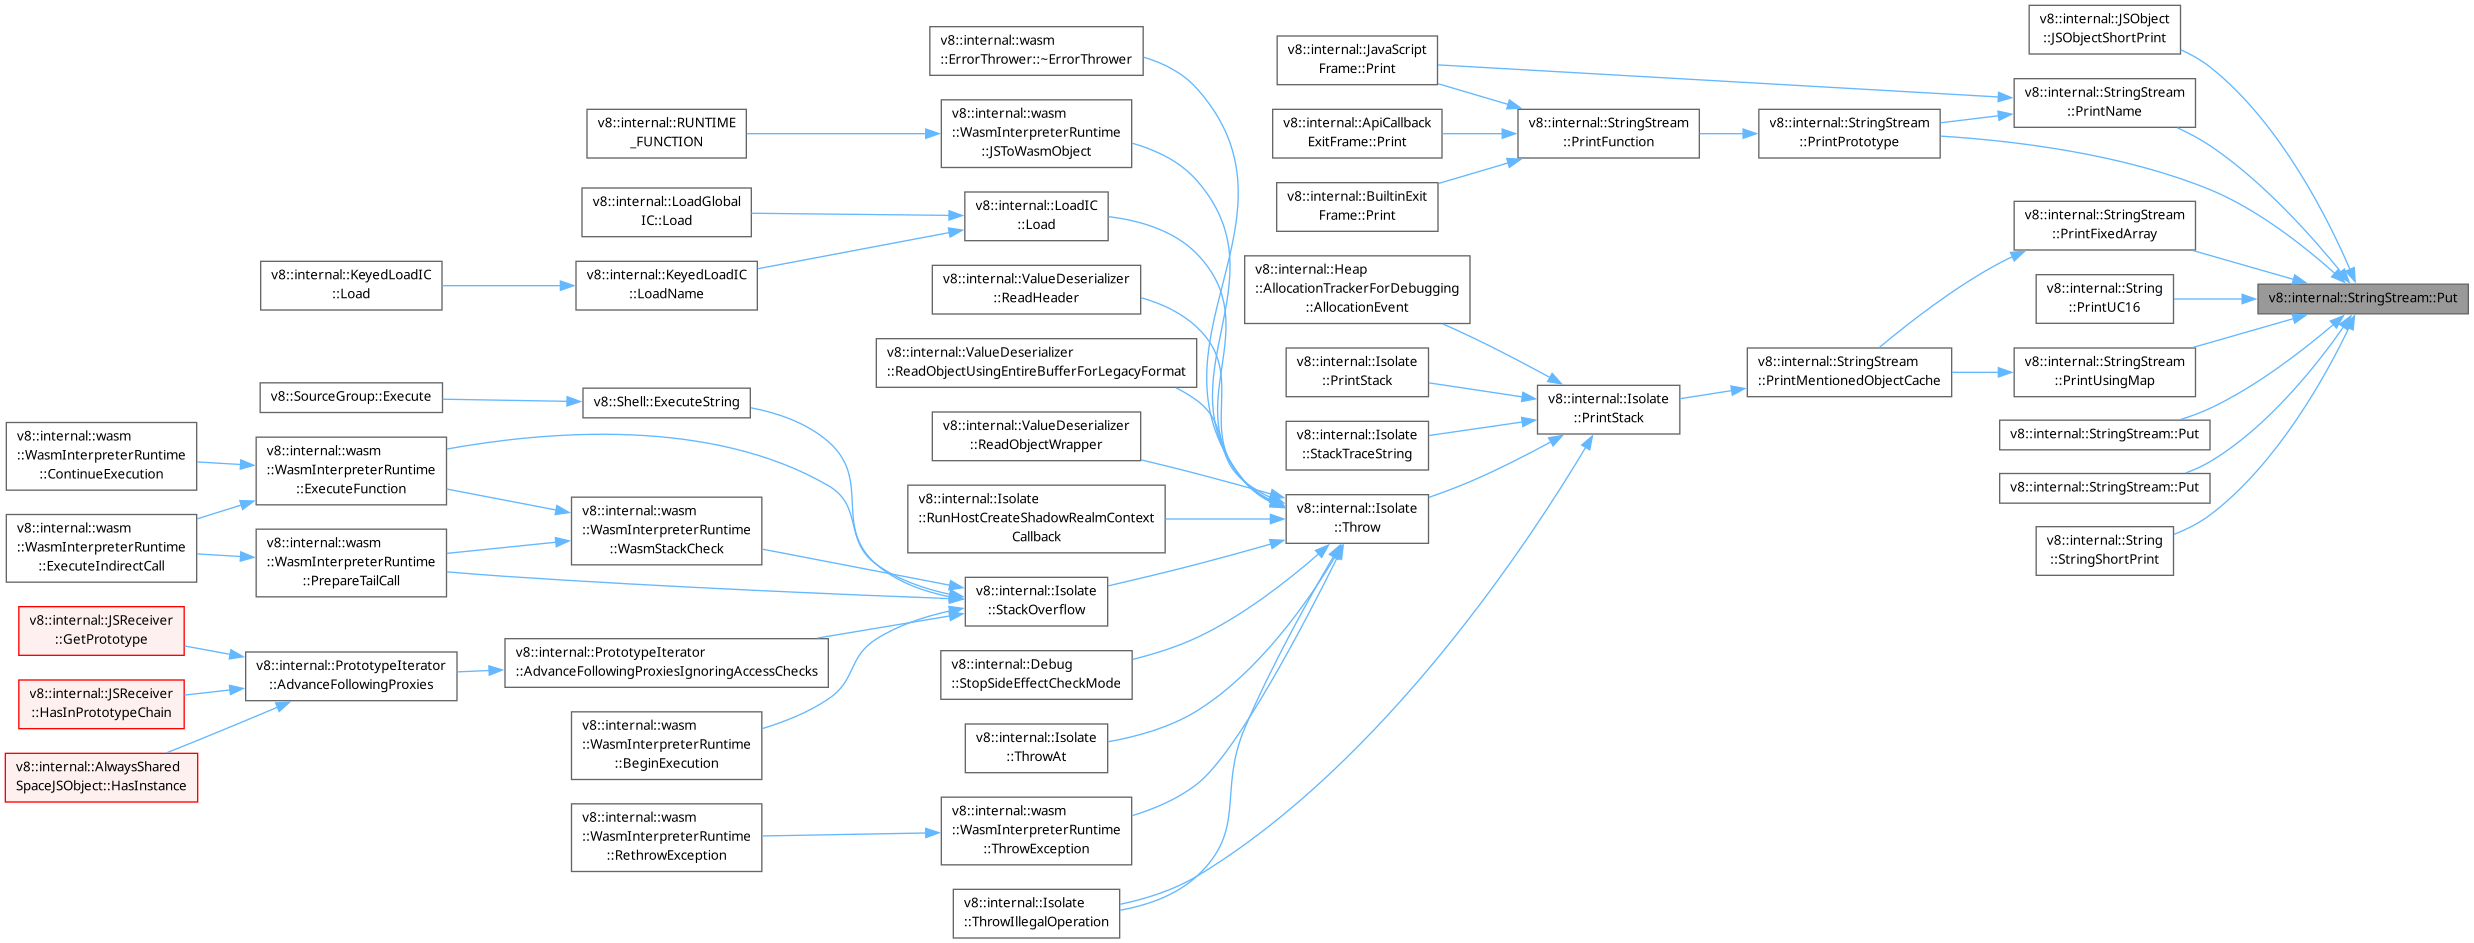 v8::internal::JSObject
::JSObjectShortPrint
v8::internal::wasm
::ErrorThrower::~ErrorThrower
v8::internal::JavaScript
Frame::Print
v8::internal::StringStream
::PrintName
v8::internal::RUNTIME
_FUNCTION
v8::internal::wasm
::WasmInterpreterRuntime
::JSToWasmObject
v8::internal::ApiCallback
ExitFrame::Print
v8::internal::StringStream
::PrintFunction
v8::internal::StringStream
::PrintPrototype
v8::internal::BuiltinExit
Frame::Print
v8::internal::LoadGlobal
IC::Load
v8::internal::LoadIC
::Load
v8::internal::StringStream
::PrintFixedArray
v8::internal::KeyedLoadIC
::Load
v8::internal::KeyedLoadIC
::LoadName
v8::internal::ValueDeserializer
::ReadHeader
v8::internal::Heap
::AllocationTrackerForDebugging
::AllocationEvent
v8::internal::String
::PrintUC16
v8::internal::StringStream::Put
v8::internal::ValueDeserializer
::ReadObjectUsingEntireBufferForLegacyFormat
v8::internal::Isolate
::PrintStack
v8::internal::StringStream
::PrintMentionedObjectCache
v8::internal::StringStream
::PrintUsingMap
v8::SourceGroup::Execute
v8::Shell::ExecuteString
v8::internal::Isolate
::PrintStack
v8::internal::ValueDeserializer
::ReadObjectWrapper
v8::internal::Isolate
::StackTraceString
v8::internal::StringStream::Put
v8::internal::wasm
::WasmInterpreterRuntime
::ContinueExecution
v8::internal::wasm
::WasmInterpreterRuntime
::ExecuteFunction
v8::internal::StringStream::Put
v8::internal::Isolate
::RunHostCreateShadowRealmContext
Callback
v8::internal::Isolate
::Throw
v8::internal::wasm
::WasmInterpreterRuntime
::WasmStackCheck
v8::internal::wasm
::WasmInterpreterRuntime
::ExecuteIndirectCall
v8::internal::wasm
::WasmInterpreterRuntime
::PrepareTailCall
v8::internal::String
::StringShortPrint
v8::internal::Isolate
::StackOverflow
v8::internal::JSReceiver
::GetPrototype
v8::internal::PrototypeIterator
::AdvanceFollowingProxies
v8::internal::PrototypeIterator
::AdvanceFollowingProxiesIgnoringAccessChecks
v8::internal::Debug
::StopSideEffectCheckMode
v8::internal::JSReceiver
::HasInPrototypeChain
v8::internal::wasm
::WasmInterpreterRuntime
::BeginExecution
v8::internal::Isolate
::ThrowAt
v8::internal::AlwaysShared
SpaceJSObject::HasInstance
v8::internal::wasm
::WasmInterpreterRuntime
::RethrowException
v8::internal::wasm
::WasmInterpreterRuntime
::ThrowException
v8::internal::Isolate
::ThrowIllegalOperation